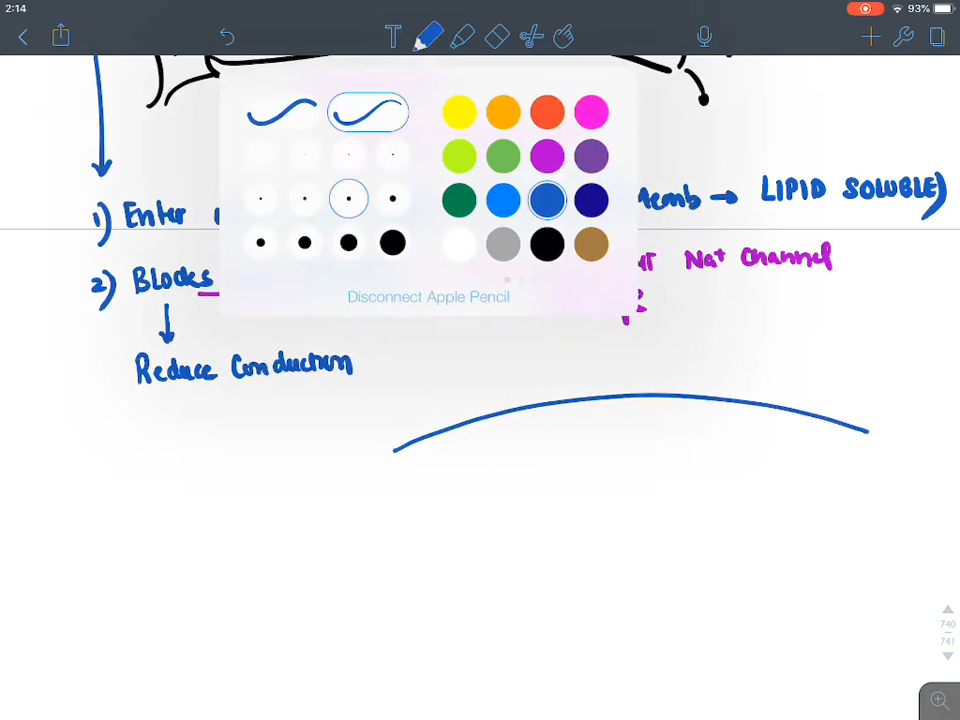 2:14
93%
T
1) Enter
Memb → LIPID SOLUBLE)
2) Blocks
Na+ Channel
Disconnect Apple Pencil
Reduce Conduction
740
741